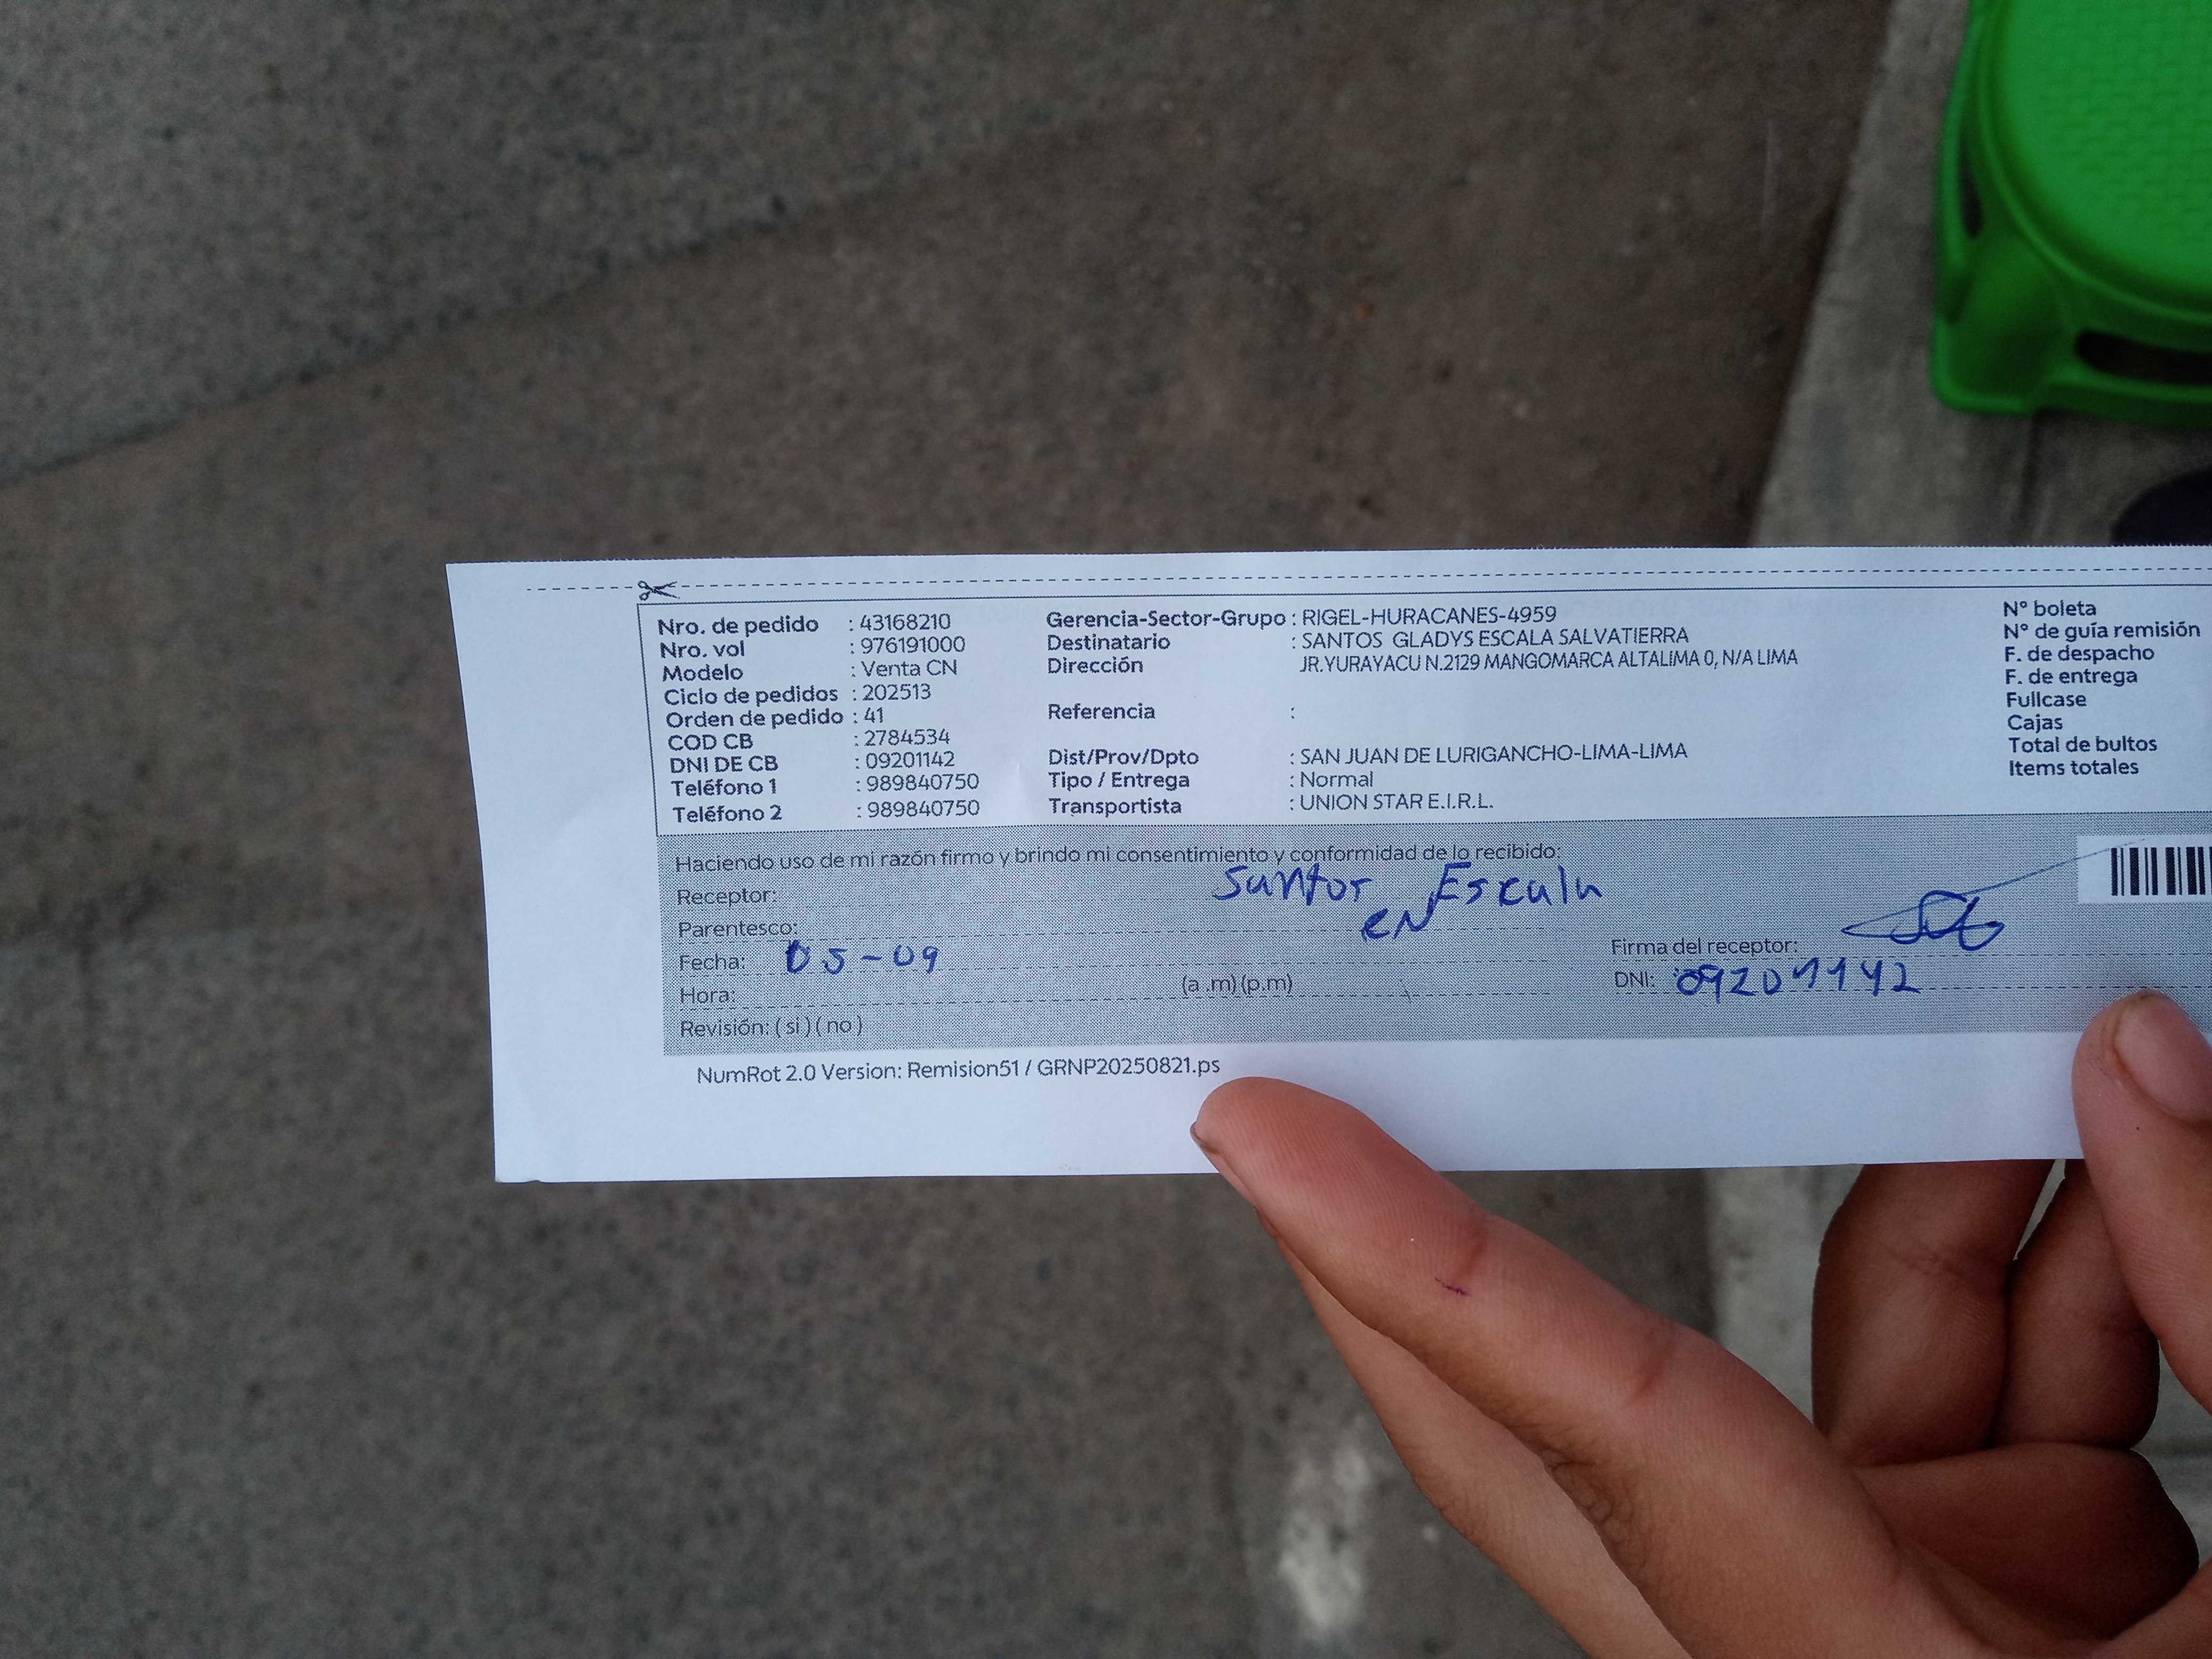 Nro. de pedido : 43168210 Gerencia-Sector-Grupo : RIGEL-HURACANES-4959 N° boleta
Nro. vol : 976191000 Destinatario : SANTOS GLADYS ESCALA SALVATIERRA N° de guía remisión
Modelo : Venta CN Dirección JR.YURAYACU N.2129 MANGOMARCA ALTALIMA 0, N/A LIMA F. de despacho
Ciclo de pedidos : 202513 F. de entrega
Orden de pedido : 41 Referencia : Fullcase
COD CB : 2784534 Cajas
DNI DE CB : 09201142 Dist/Prov/Dpto : SAN JUAN DE LURIGANCHO-LIMA-LIMA Total de bultos
Teléfono 1 : 989840750 Tipo / Entrega : Normal Items totales
Teléfono 2 : 989840750 Transportista : UNION STAR E.I.R.L.
Haciendo uso de mi razón firmo y brindo mi consentimiento y conformidad de lo recibido:
Receptor: Santos Escala
Parentesco: CN
Fecha: 05-09 Firma del receptor:
Hora: (a .m) (p.m) DNI: 09201142
Revisión: ( si ) ( no )
NumRot 2.0 Version: Remision51 / GRNP20250821.ps